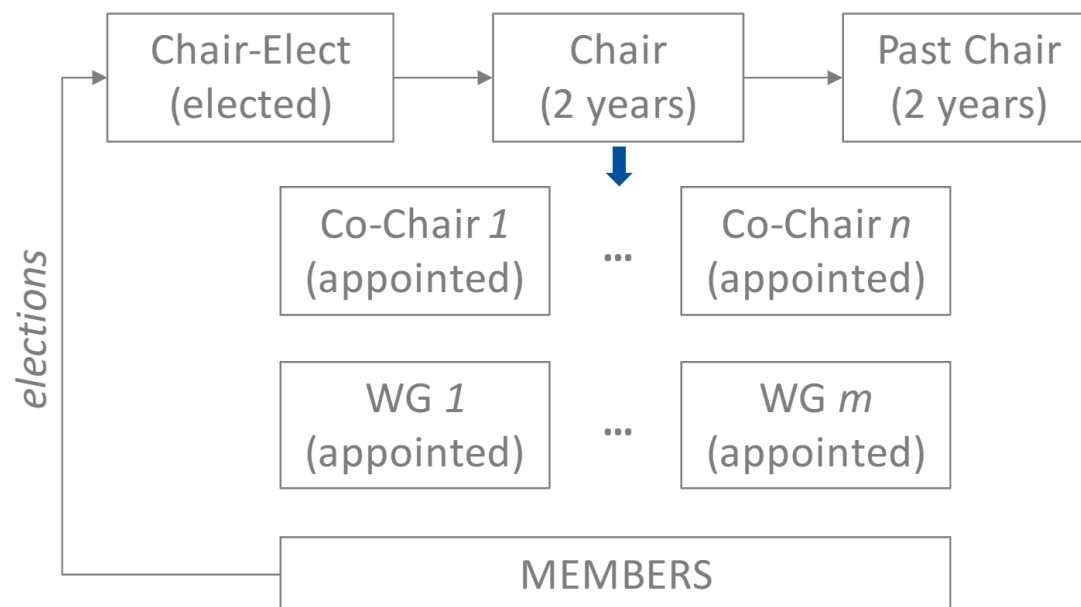 Chair-Elect
(elected)
Chair
(2 years)
Past Chair
(2 years)
Co-Chair 1
(appointed)
...
Co-Chair n
(appointed)
WG 1
(appointed)
...
WG m
(appointed)
MEMBERS
elections